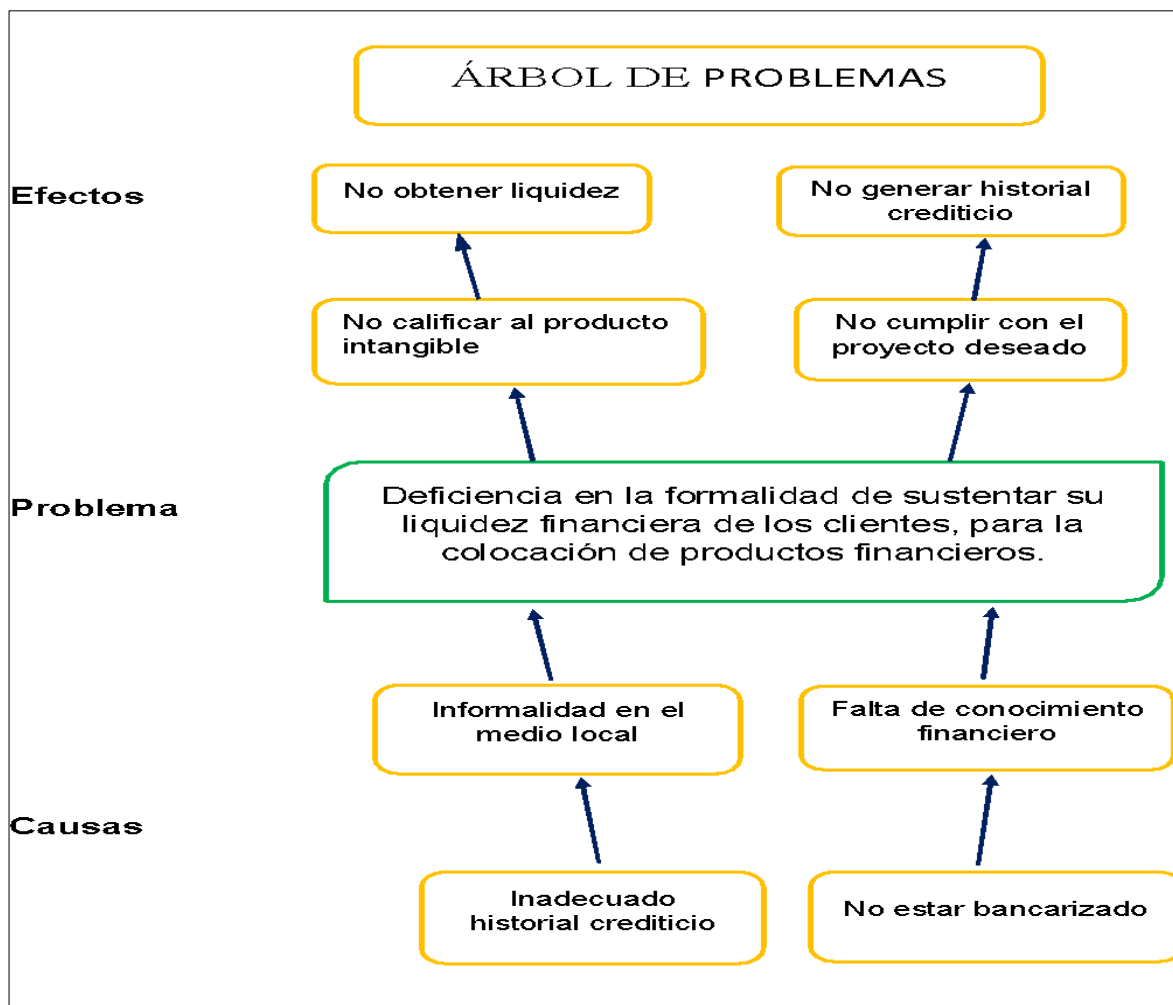 ÁRBOL DE PROBLEMAS
Efectos
No obtener liquidez
No generar historial
crediticio
No calificar al producto
intangible
No cumplir con el
proyecto deseado
Problema
Deficiencia en la formalidad de sustentar su
liquidez financiera de los clientes, para la
colocación de productos financieros.
Informalidad en el
medio local
Falta de conocimiento
financiero
Causas
Inadecuado
historial crediticio
No estar bancarizado